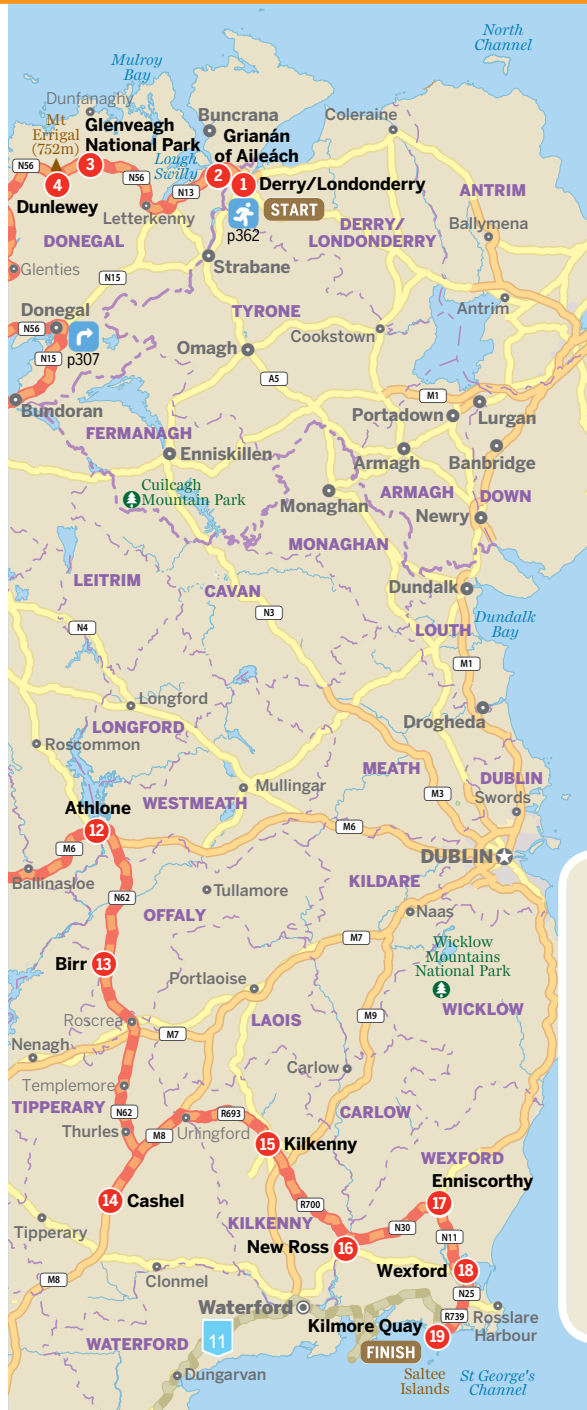 North
Channel
Mulroy
Bay
Dunfanaghy
Mt
Errigal
(752m)
Glenveagh
National Park
3
Buncrana
Coleraine
Grianán
of Aileách
Lough
Swilly
2
1
Derry/Londonderry
START
p362
N56
4
Dunlewey
N56
N13
Letterkenny
ANTRIM
Ballymena
DERRY/
LONDONDERRY
DONEGAL
Strabane
Glenties
N15
Donegal
N56
p307
N15
TYRONE
Antrim
Cookstown
Omagh
A5
Bundoran
M1
Portadown
Lurgan
FERMANAGH
Enniskillen
Armagh
Banbridge
Cuilcagh
Mountain Park
Monaghan
ARMAGH
DOWN
Newry
MONAGHAN
LEITRIM
CAVAN
Dundalk
N3
N4
LOUTH
Dundalk
Bay
M1
Longford
LONGFORD
Drogheda
Roscommon
MEATH
DUBLIN
Swords
Mullingar
M3
Athlone
WESTMEATH
12
M6
M6
DUBLIN
Ballinasloe
KILDARE
N62
Tullamore
Naas
OFFALY
M7
Wicklow
Mountains
National Park
Birr
13
Portlaoise
WICKLOW
Roscrea
LAOIS
M9
M7
Nenagh
Carlow
Templemore
TIPPERARY
N62
R693
CARLOW
Thurles
M8
Urlingford
15
Kilkenny
WEXFORD
Enniscorthy
14
Cashel
R700
17
KILKENNY
N30
Tipperary
New Ross
16
N11
Wexford
18
M8
Clonmel
N25
Waterford
Kilmore Quay
R739
Rosslare
Harbour
11
19
WATERFORD
FINISH
Dungarvan
Saltee
Islands
St George's
Channel